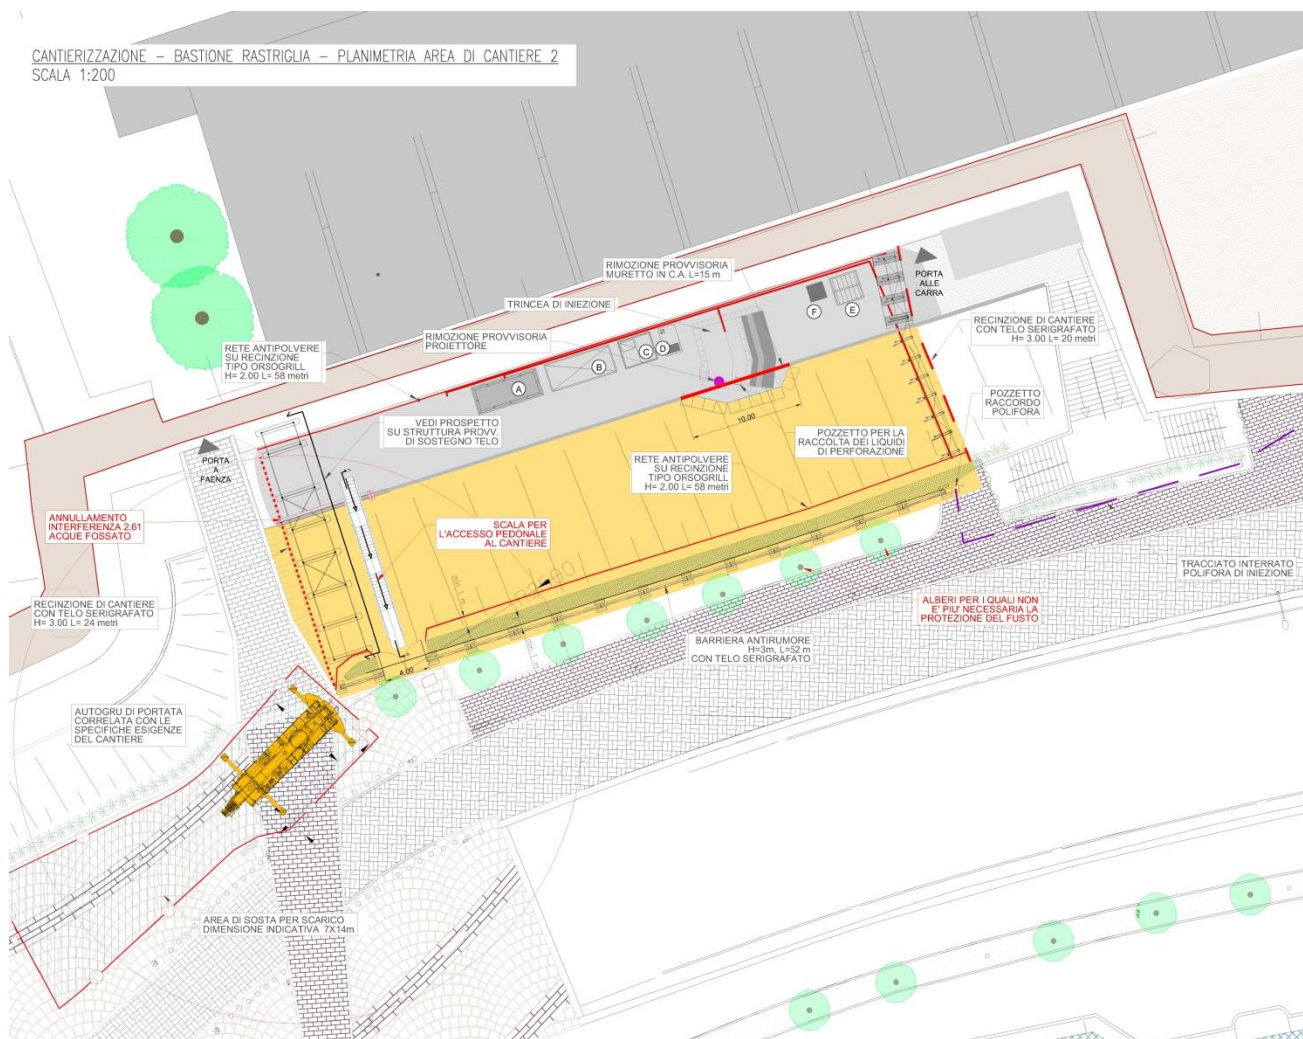 CANTIERIZZAZIONE – BASTIONE RASTRIGLIA – PLANIMETRIA AREA DI CANTIERE 2
SCALA 1:200
RIMOZIONE PROVVISORIA
MURETTO IN C.A. L=15 m
PORTA
ALLE
CARRA
TRINCEA DI INIEZIONE
F
E
RIMOZIONE PROVVISORIA
PROIETTORE
RECINZIONE DI CANTIERE
CON TELO SERIGRAFATO
H= 3.00 L= 20 metri
RETE ANTIPOLVERE
SU RECINZIONE
TIPO ORSOGRILL
H= 2.00 L= 58 metri
A
B
C
D
POZZETTO
RACCORDO
POLIFORA
VEDI PROSPETTO
SU STRUTTURA PROVV.
DI SOSTEGNO TELO
10.00
POZZETTO PER LA
RACCOLTA DEI LIQUIDI
DI PERFORAZIONE
PORTA
A
FAENZA
RETE ANTIPOLVERE
SU RECINZIONE
TIPO ORSOGRILL
H= 2.00 L= 58 metri
ANNULLAMENTO
INTERFERENZA 2.61
ACQUE FOSSATO
SCALA PER
L'ACCESSO PEDONALE
AL CANTIERE
TRACCIATO INTERRATO
POLIFORA DI INIEZIONE
RECINZIONE DI CANTIERE
CON TELO SERIGRAFATO
H= 3.00 L= 24 metri
ALBERI PER I QUALI NON
E' PIU' NECESSARIA LA
PROTEZIONE DEL FUSTO
BARRIERA ANTIRUMORE
H=3m, L=52 m
CON TELO SERIGRAFATO
4.00
AUTOGRU DI PORTATA
CORRELATA CON LE
SPECIFICHE ESIGENZE
DEL CANTIERE
AREA DI SOSTA PER SCARICO
DIMENSIONE INDICATIVA 7X14m